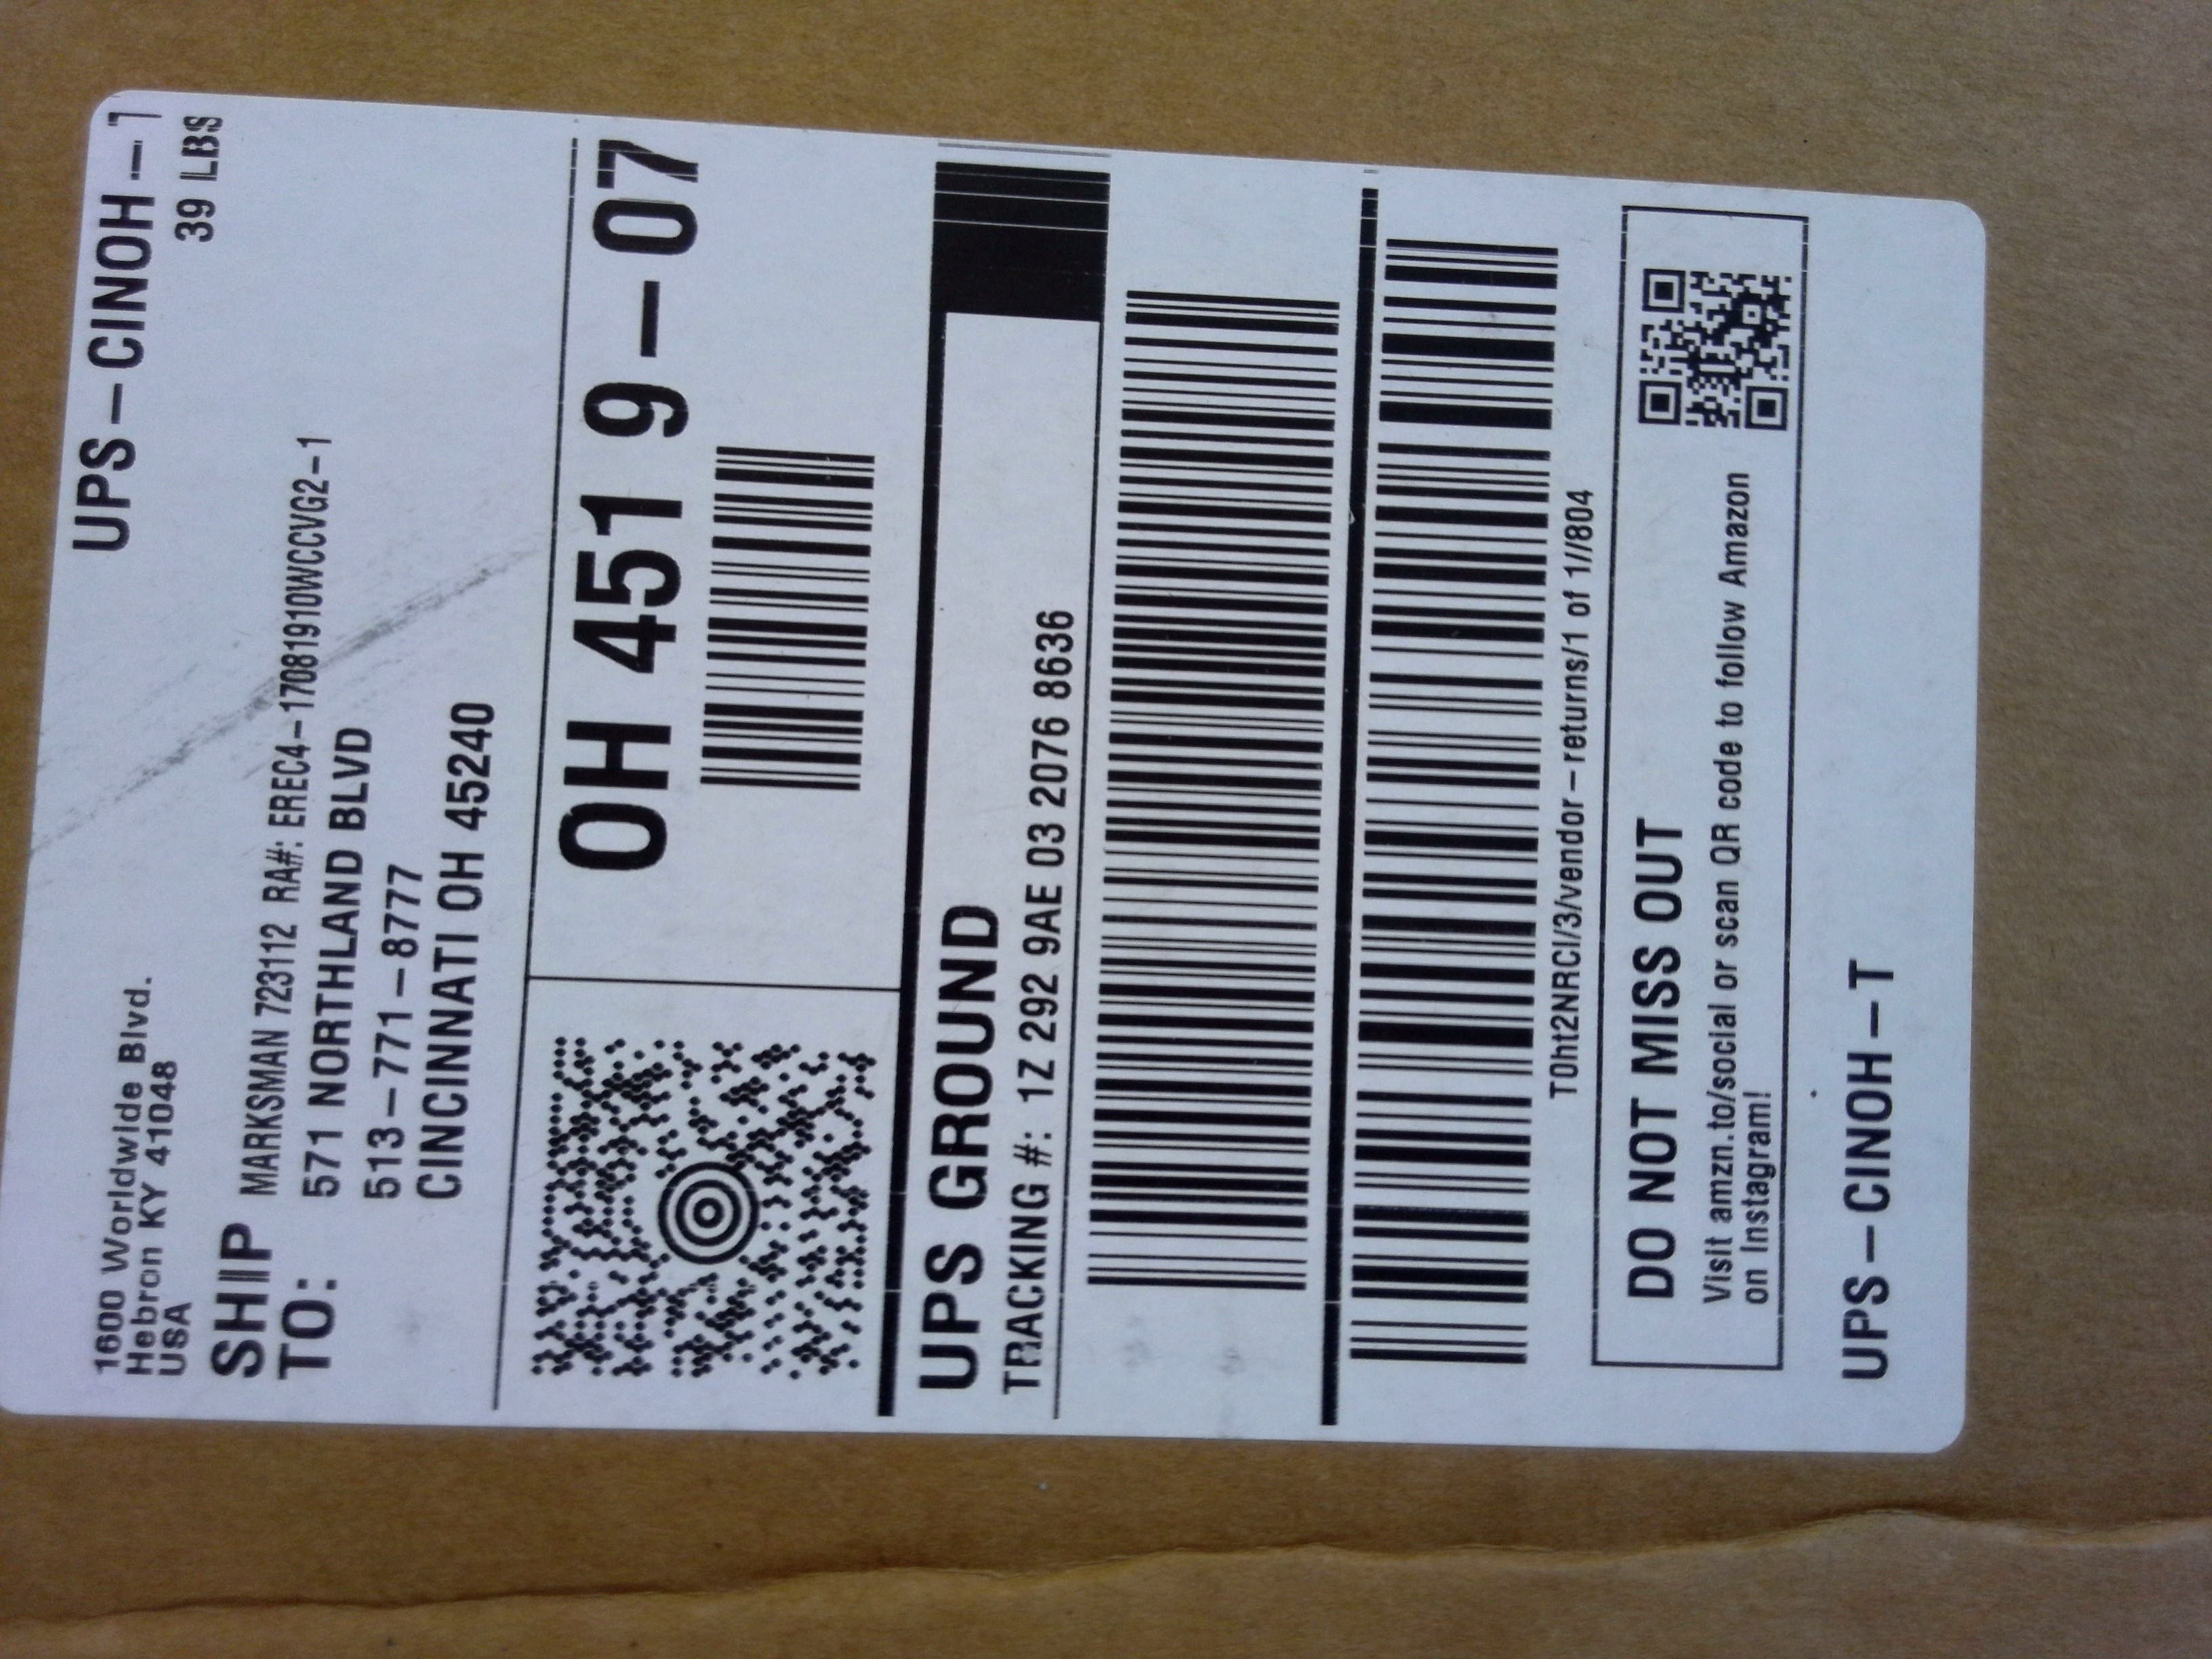 UPS-CINOH-T
39 LBS
1600 Worldwide Blvd.
Hebron KY 41048
USA
SHIP
TO:
MARKSMAN 723112 RA#: EREC4-17081910WCCVG2-1
571 NORTHLAND BLVD
513-771-8777
CINCINNATI OH 45240
OH 451 9-07
UPS GROUND
TRACKING #: 1Z 292 9AE 03 2076 8636
T0ht2NRCI/3/vendor-returns/1 of 1//804
DO NOT MISS OUT
Visit amzn.to/social or scan QR code to follow Amazon
on Instagram!
UPS-CINOH-T